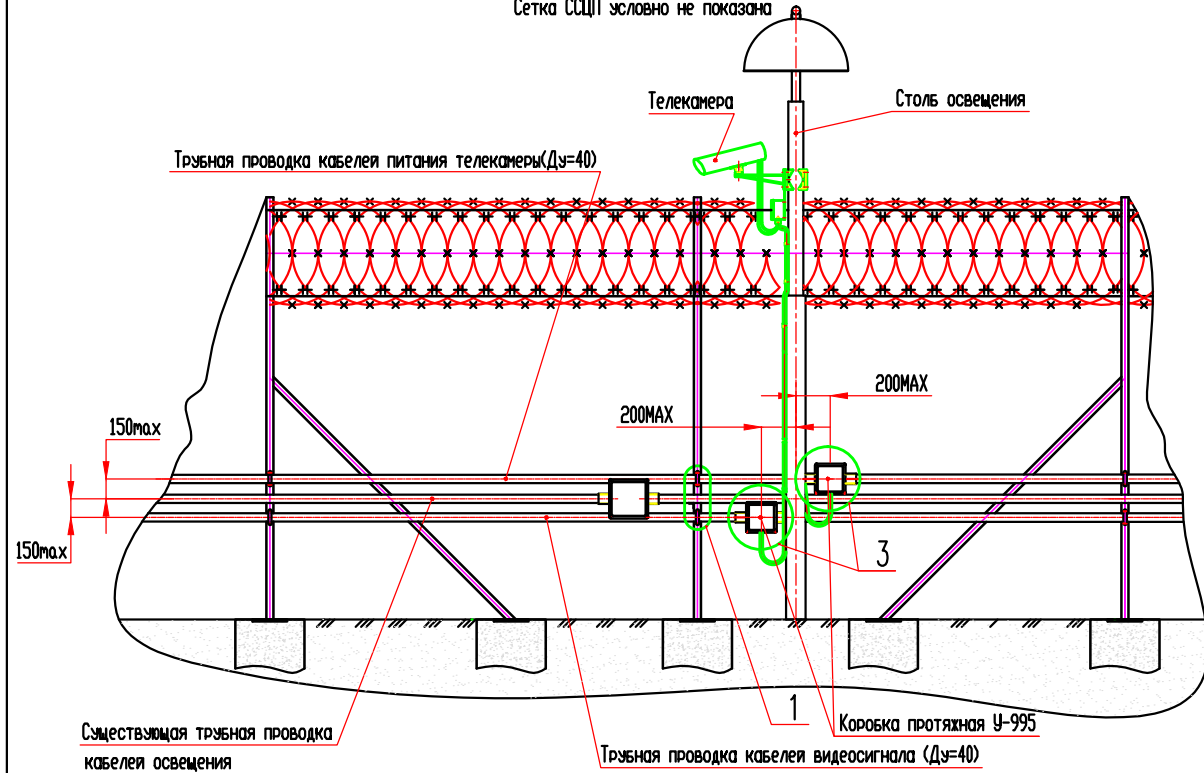 Сетка ССЦП условно не показана
Телекамера
Столб освещения
Трубная проводка кабелей питания телекамеры(Ду=40)
200MAX
200MAX
150max
150max
3
1
Коробка протяжная У-995
Существующая трубная проводка
кабелей освещения
Трубная проводка кабелей видеосигнала (Ду=40)